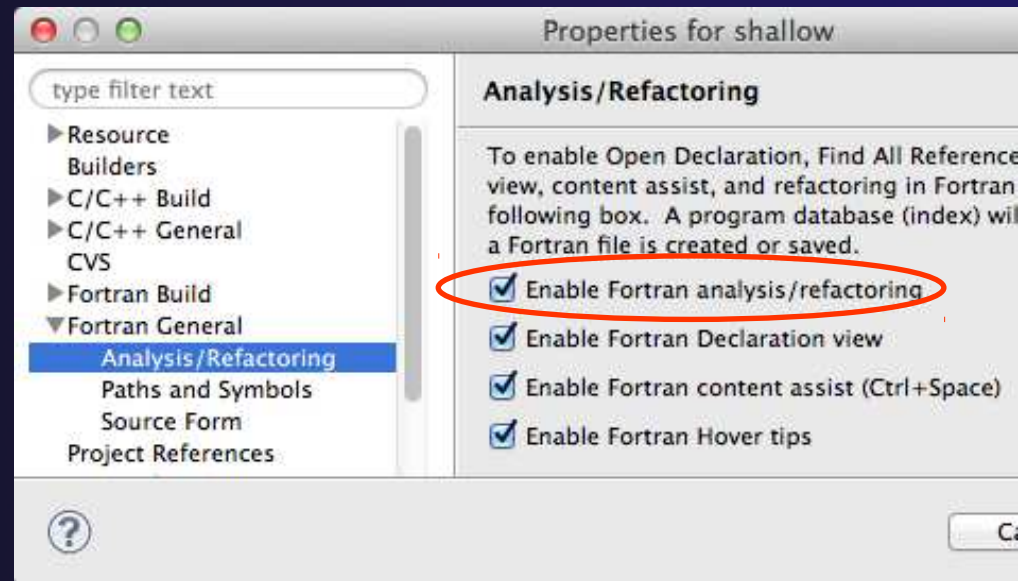 Properties for shallow
type filter text
Resource
Builders
C/C++ Build
C/C++ General
CVS
Fortran Build
Fortran General
Analysis/Refactoring
Paths and Symbols
Source Form
Project References
Analysis/Refactoring
To enable Open Declaration, Find All Reference
view, content assist, and refactoring in Fortran
following box. A program database (index) wil
a Fortran file is created or saved.
Enable Fortran analysis/refactoring
Enable Fortran Declaration view
Enable Fortran content assist (Ctrl+Space)
Enable Fortran Hover tips
?
Ca